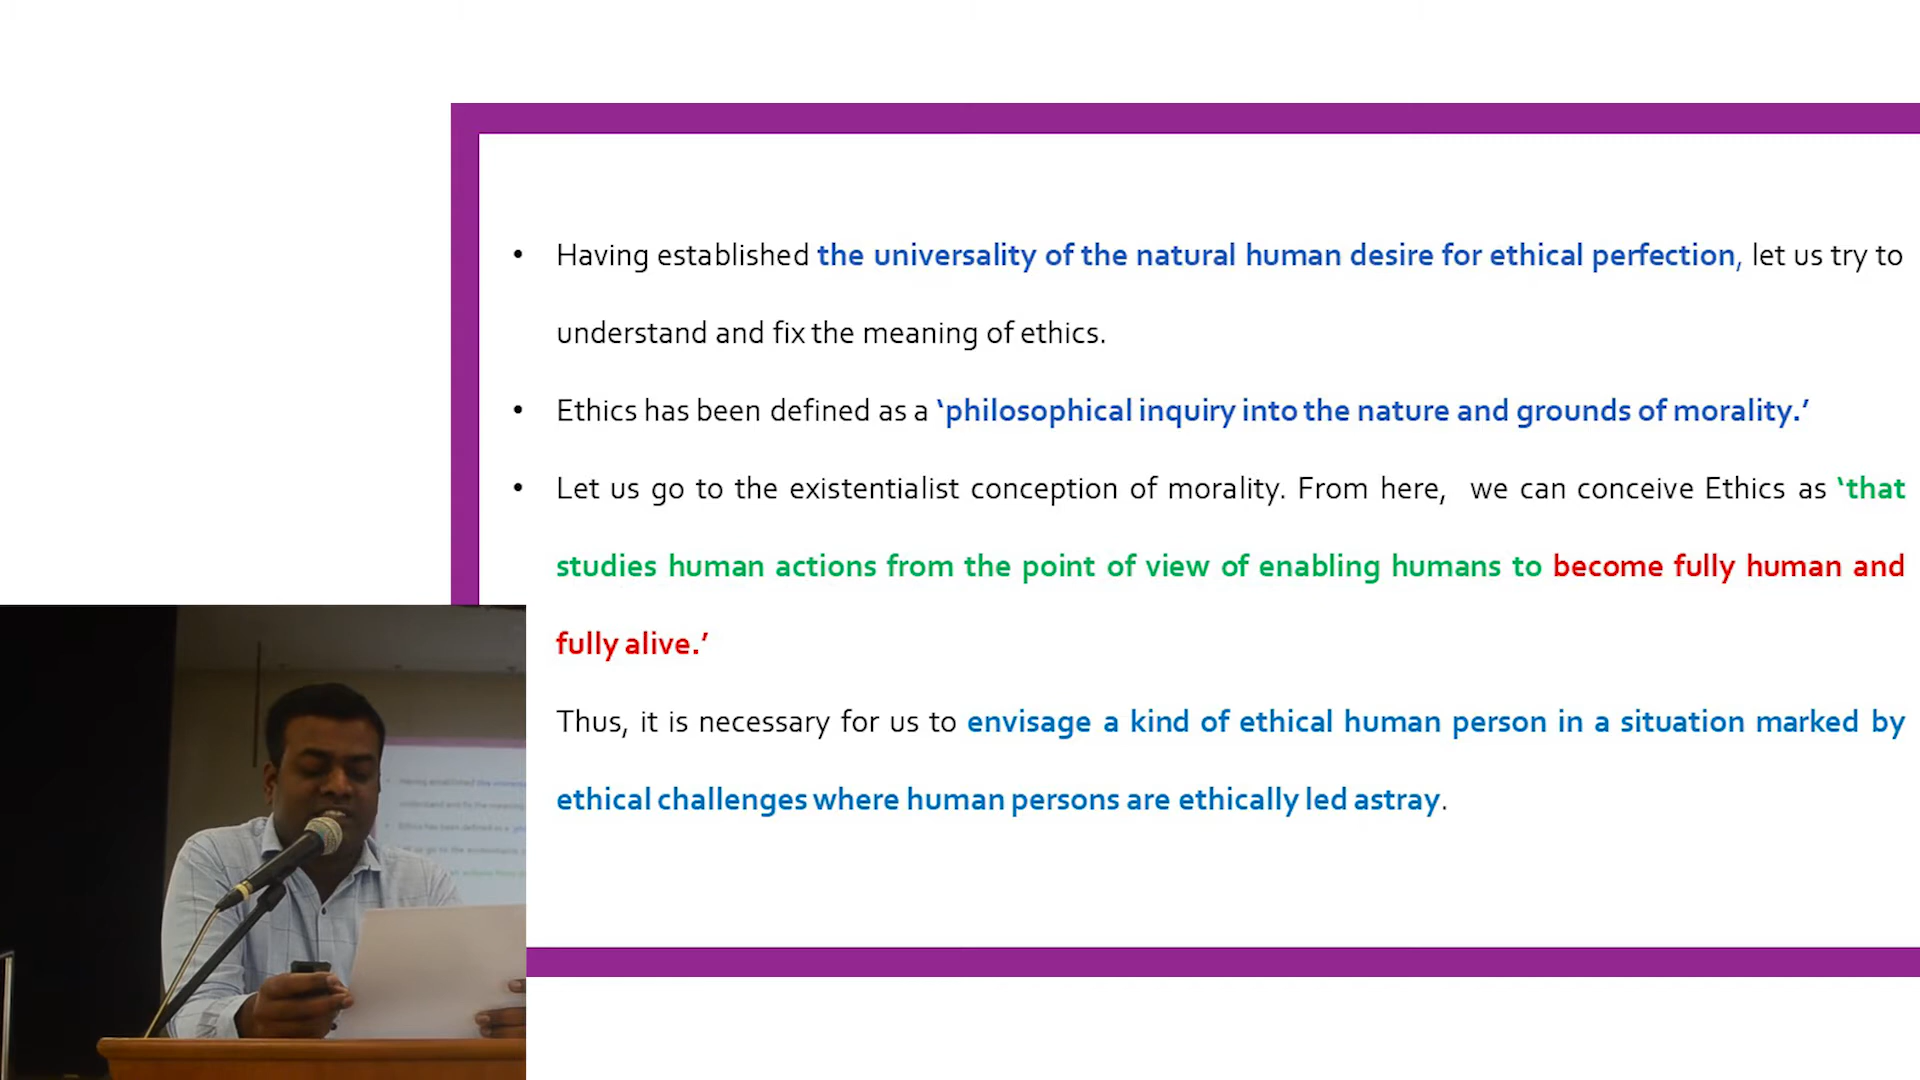 • Having established the universality of the natural human desire for ethical perfection, let us try to
understand and fix the meaning of ethics.
• Ethics has been defined as a ‘philosophical inquiry into the nature and grounds of morality.’
• Let us go to the existentialist conception of morality. From here, we can conceive Ethics as ‘that
studies human actions from the point of view of enabling humans to become fully human and
fully alive.’
Thus, it is necessary for us to envisage a kind of ethical human person in a situation marked by
ethical challenges where human persons are ethically led astray.